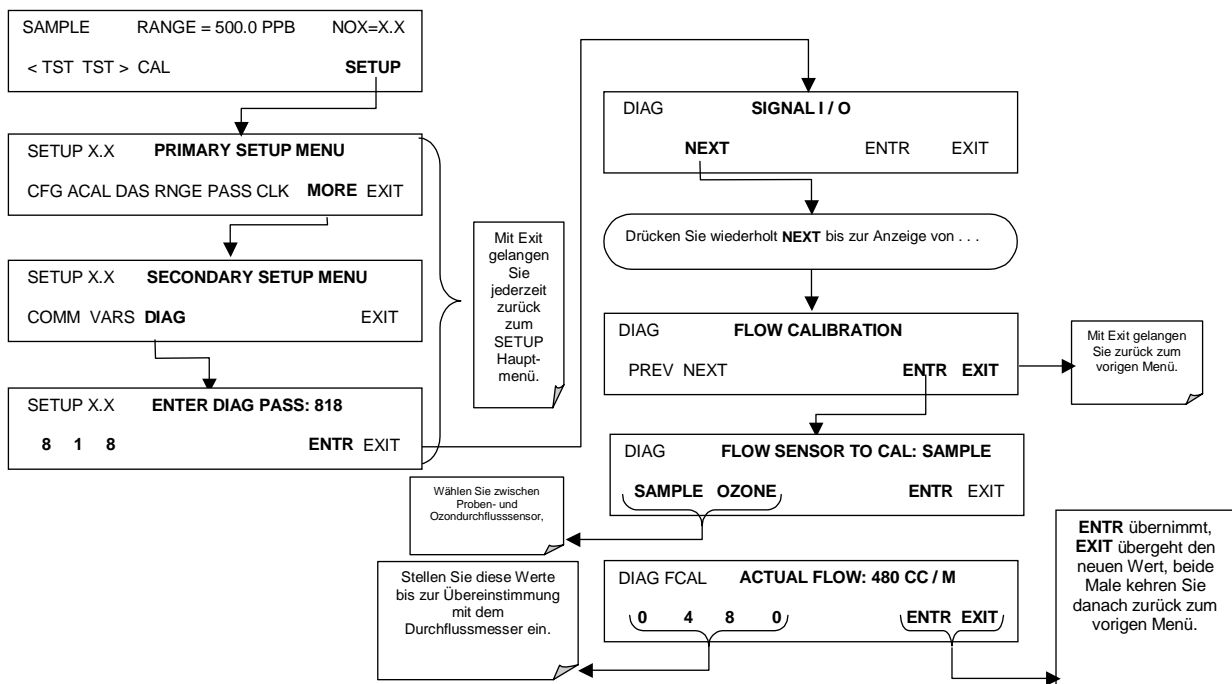 SAMPLE RANGE = 500.0 PPB NOX=X.X
< TST TST > CAL SETUP
SETUP X.X PRIMARY SETUP MENU
CFG ACAL DAS RNGE PASS CLK MORE EXIT
SETUP X.X SECONDARY SETUP MENU
COMM VARS DIAG EXIT
SETUP X.X ENTER DIAG PASS: 818
8 1 8 ENTR EXIT
Mit Exit
gelangen
Sie
jederzeit
zurück
zum
SETUP
Haupt-
menü.
DIAG SIGNAL I / O
NEXT ENTR EXIT
Drücken Sie wiederholt NEXT bis zur Anzeige von . . .
DIAG FLOW CALIBRATION
PREV NEXT ENTR EXIT
Mit Exit gelangen
Sie zurück zum
vorigen Menü.
DIAG FLOW SENSOR TO CAL: SAMPLE
SAMPLE OZONE ENTR EXIT
Wählen Sie zwischen
Proben- und
Ozondurchflusssensor,
DIAG FCAL ACTUAL FLOW: 480 CC / M
0 4 8 0 ENTR EXIT
Stellen Sie diese Werte
bis zur Übereinstimmung
mit dem
Durchflussmesser ein.
ENTR übernimmt,
EXIT übergeht den
neuen Wert, beide
Male kehren Sie
danach zurück zum
vorigen Menü.